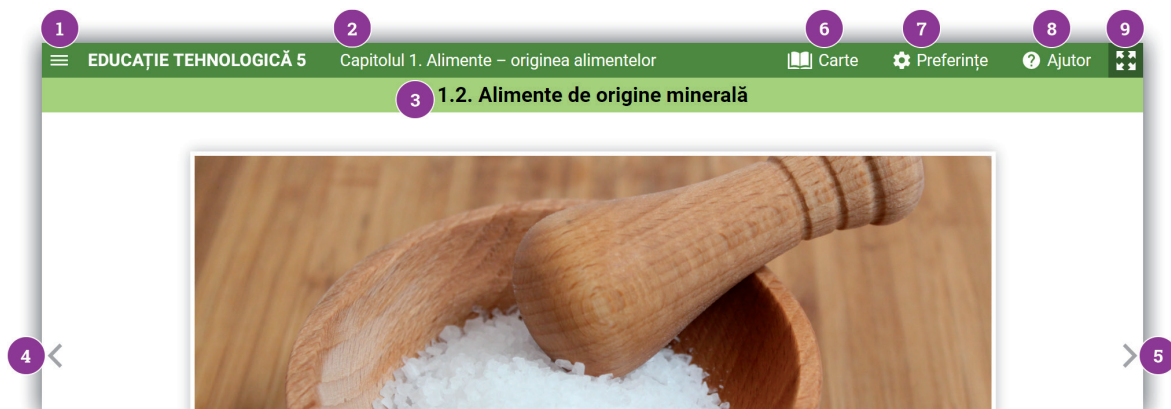 1 2 6 7 8 9
EDUCAȚIE TEHNOLOGICĂ 5 Capitolul 1. Alimente – originea alimentelor Carte Preferințe ? Ajutor
3 1.2. Alimente de origine minerală
4 5